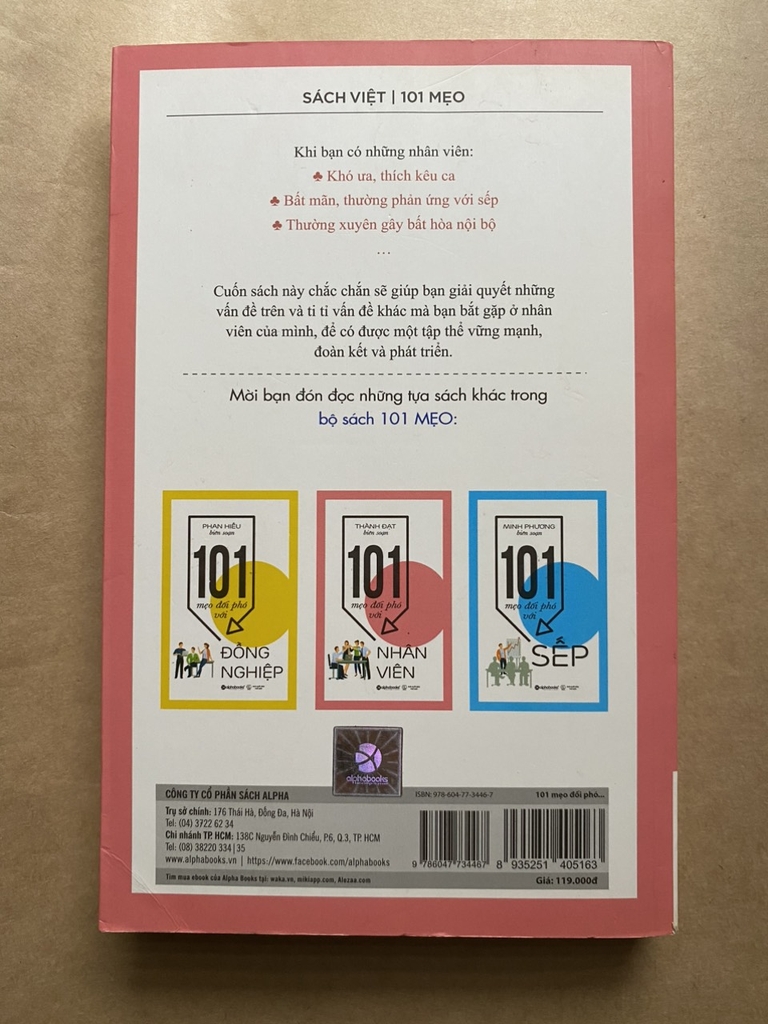 SÁCH VIỆT | 101 MẸO
Khi bạn có những nhân viên:
♣ Khó ưa, thích kêu ca
♣ Bất mãn, thường phản ứng với sếp
♣ Thường xuyên gây bất hòa nội bộ
...
Cuốn sách này chắc chắn sẽ giúp bạn giải quyết những
vấn đề trên và ti tỉ vấn đề khác mà bạn bắt gặp ở nhân
viên của mình, để có được một tập thể vững mạnh,
đoàn kết và phát triển.
Mời bạn đón đọc những tựa sách khác trong
bộ sách 101 MẸO:
PHAN HIẾU
biên soạn
101
mẹo đối phó
với
ĐỒNG
NGHIỆP
alphabooks
THÀNH ĐẠT
biên soạn
101
mẹo đối phó
với
NHÂN
VIÊN
alphabooks
MINH PHƯƠNG
biên soạn
101
mẹo đối phó
với
SẾP
alphabooks
alphabooks
CÔNG TY CỔ PHẦN SÁCH ALPHA
Trụ sở chính: 176 Thái Hà, Đống Đa, Hà Nội
Tel: (04) 3722 62 34
Chi nhánh TP. HCM: 138C Nguyễn Đình Chiểu, P.6, Q.3, TP. HCM
Tel: (08) 38220 334 | 35
www.alphabooks.vn | https://www.facebook.com/alphabooks
Tìm mua ebook của Alpha Books tại: waka.vn, mikiapp.com, Alezaa.com
ISBN: 978-604-77-3446-7
101 mẹo đối phó...
9 786047 734467
8 935251 405163
Giá: 119.000đ